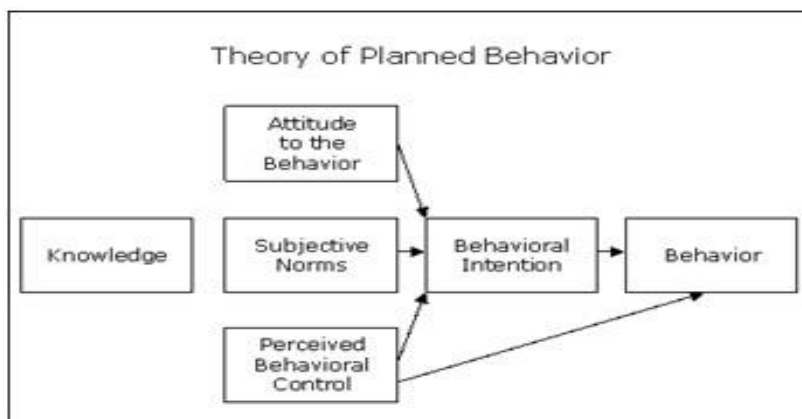 Theory of Planned Behavior
Attitude
to the
Behavior
Knowledge
Subjective
Norms
Behavioral
Intention
Behavior
Perceived
Behavioral
Control